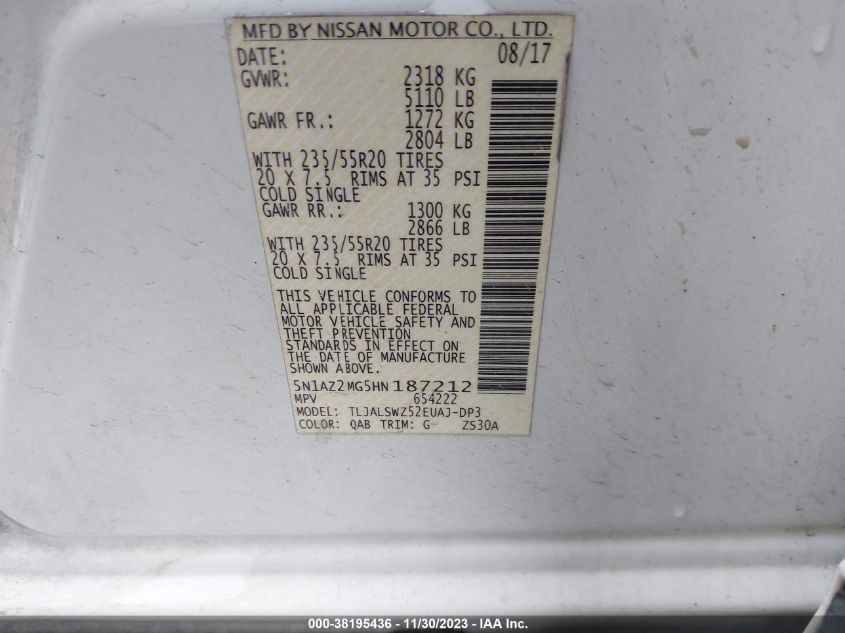 MFD BY NISSAN MOTOR CO., LTD.
DATE: 08/17
GVWR: 2318 KG
5110 LB
GAWR FR.: 1272 KG
2804 LB
WITH 235/55R20 TIRES
20 X 7.5 RIMS AT 35 PSI
COLD SINGLE
GAWR RR.: 1300 KG
2866 LB
WITH 235/55R20 TIRES
20 X 7.5 RIMS AT 35 PSI
COLD SINGLE
THIS VEHICLE CONFORMS TO
ALL APPLICABLE FEDERAL
MOTOR VEHICLE SAFETY AND
THEFT PREVENTION
STANDARDS IN EFFECT ON
THE DATE OF MANUFACTURE
SHOWN ABOVE.
5N1AZ2MG5HN187212
MPV 654222
MODEL: TLJALSWZ52EUAJ-DP3
COLOR: QAB TRIM: G ZS30A
000-38195436 - 11/30/2023 - IAA Inc.